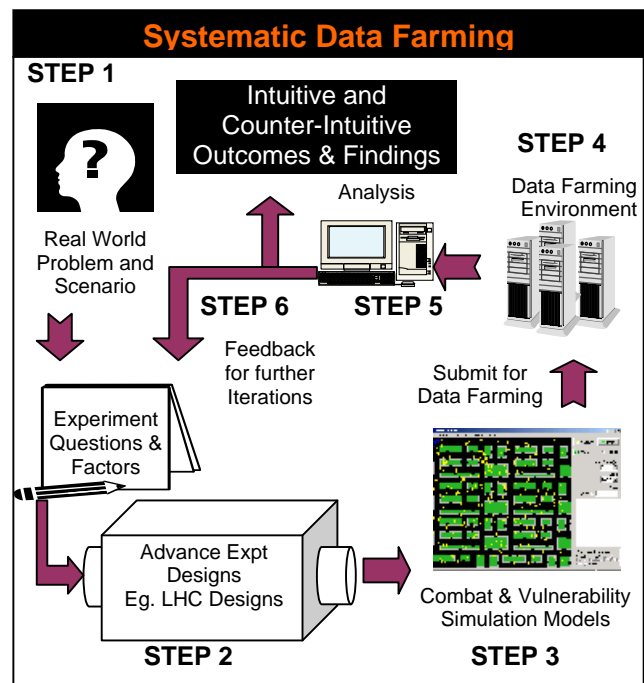 Systematic Data Farming
STEP 1
?
Real World
Problem and
Scenario
Experiment
Questions &
Factors
Advance Expt
Designs
Eg. LHC Designs
STEP 2
Combat & Vulnerability
Simulation Models
STEP 3
Submit for
Data Farming
STEP 4
Data Farming
Environment
Analysis
STEP 5
Intuitive and
Counter-Intuitive
Outcomes & Findings
STEP 6
Feedback
for further
Iterations